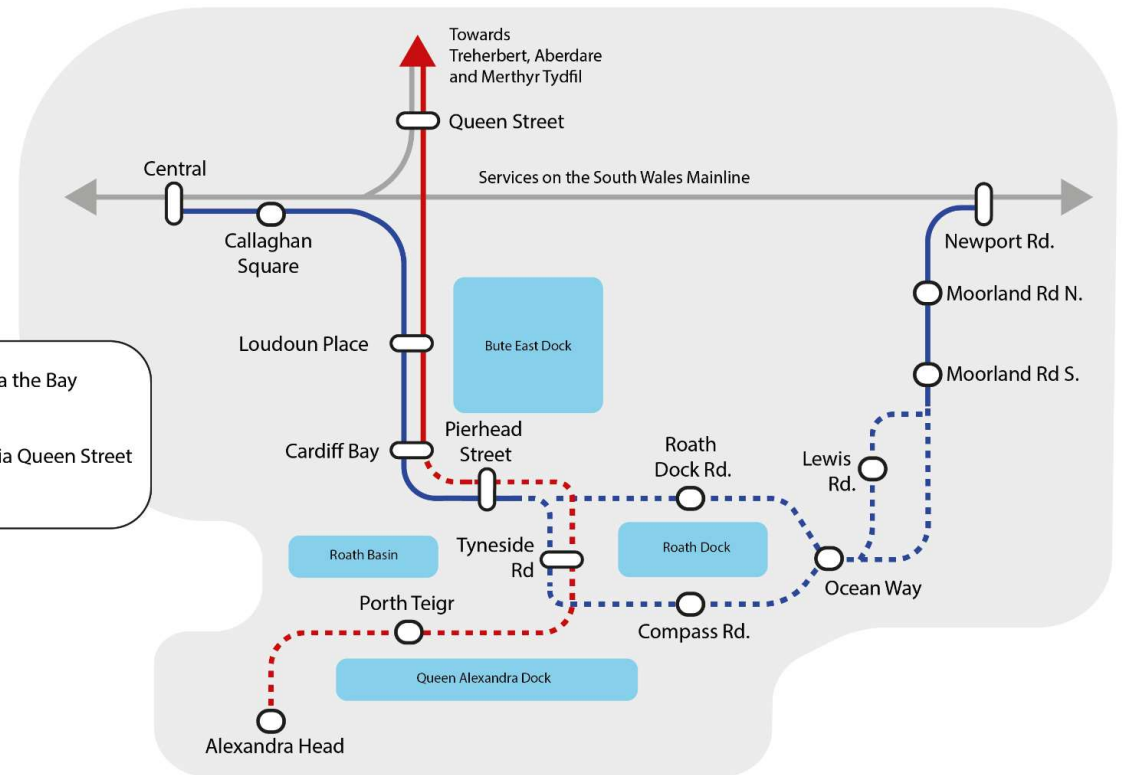 Towards
Treherbert, Aberdare
and Merthyr Tydfil
Queen Street
Central
Services on the South Wales Mainline
Callaghan
Square
Newport Rd.
Moorland Rd N.
Loudoun Place
Bute East Dock
a the Bay
Moorland Rd S.
ia Queen Street
Cardiff Bay
Pierhead
Street
Roath
Dock Rd.
Lewis
Rd.
Roath Basin
Tyneside
Rd
Roath Dock
Ocean Way
Porth Teigr
Compass Rd.
Queen Alexandra Dock
Alexandra Head